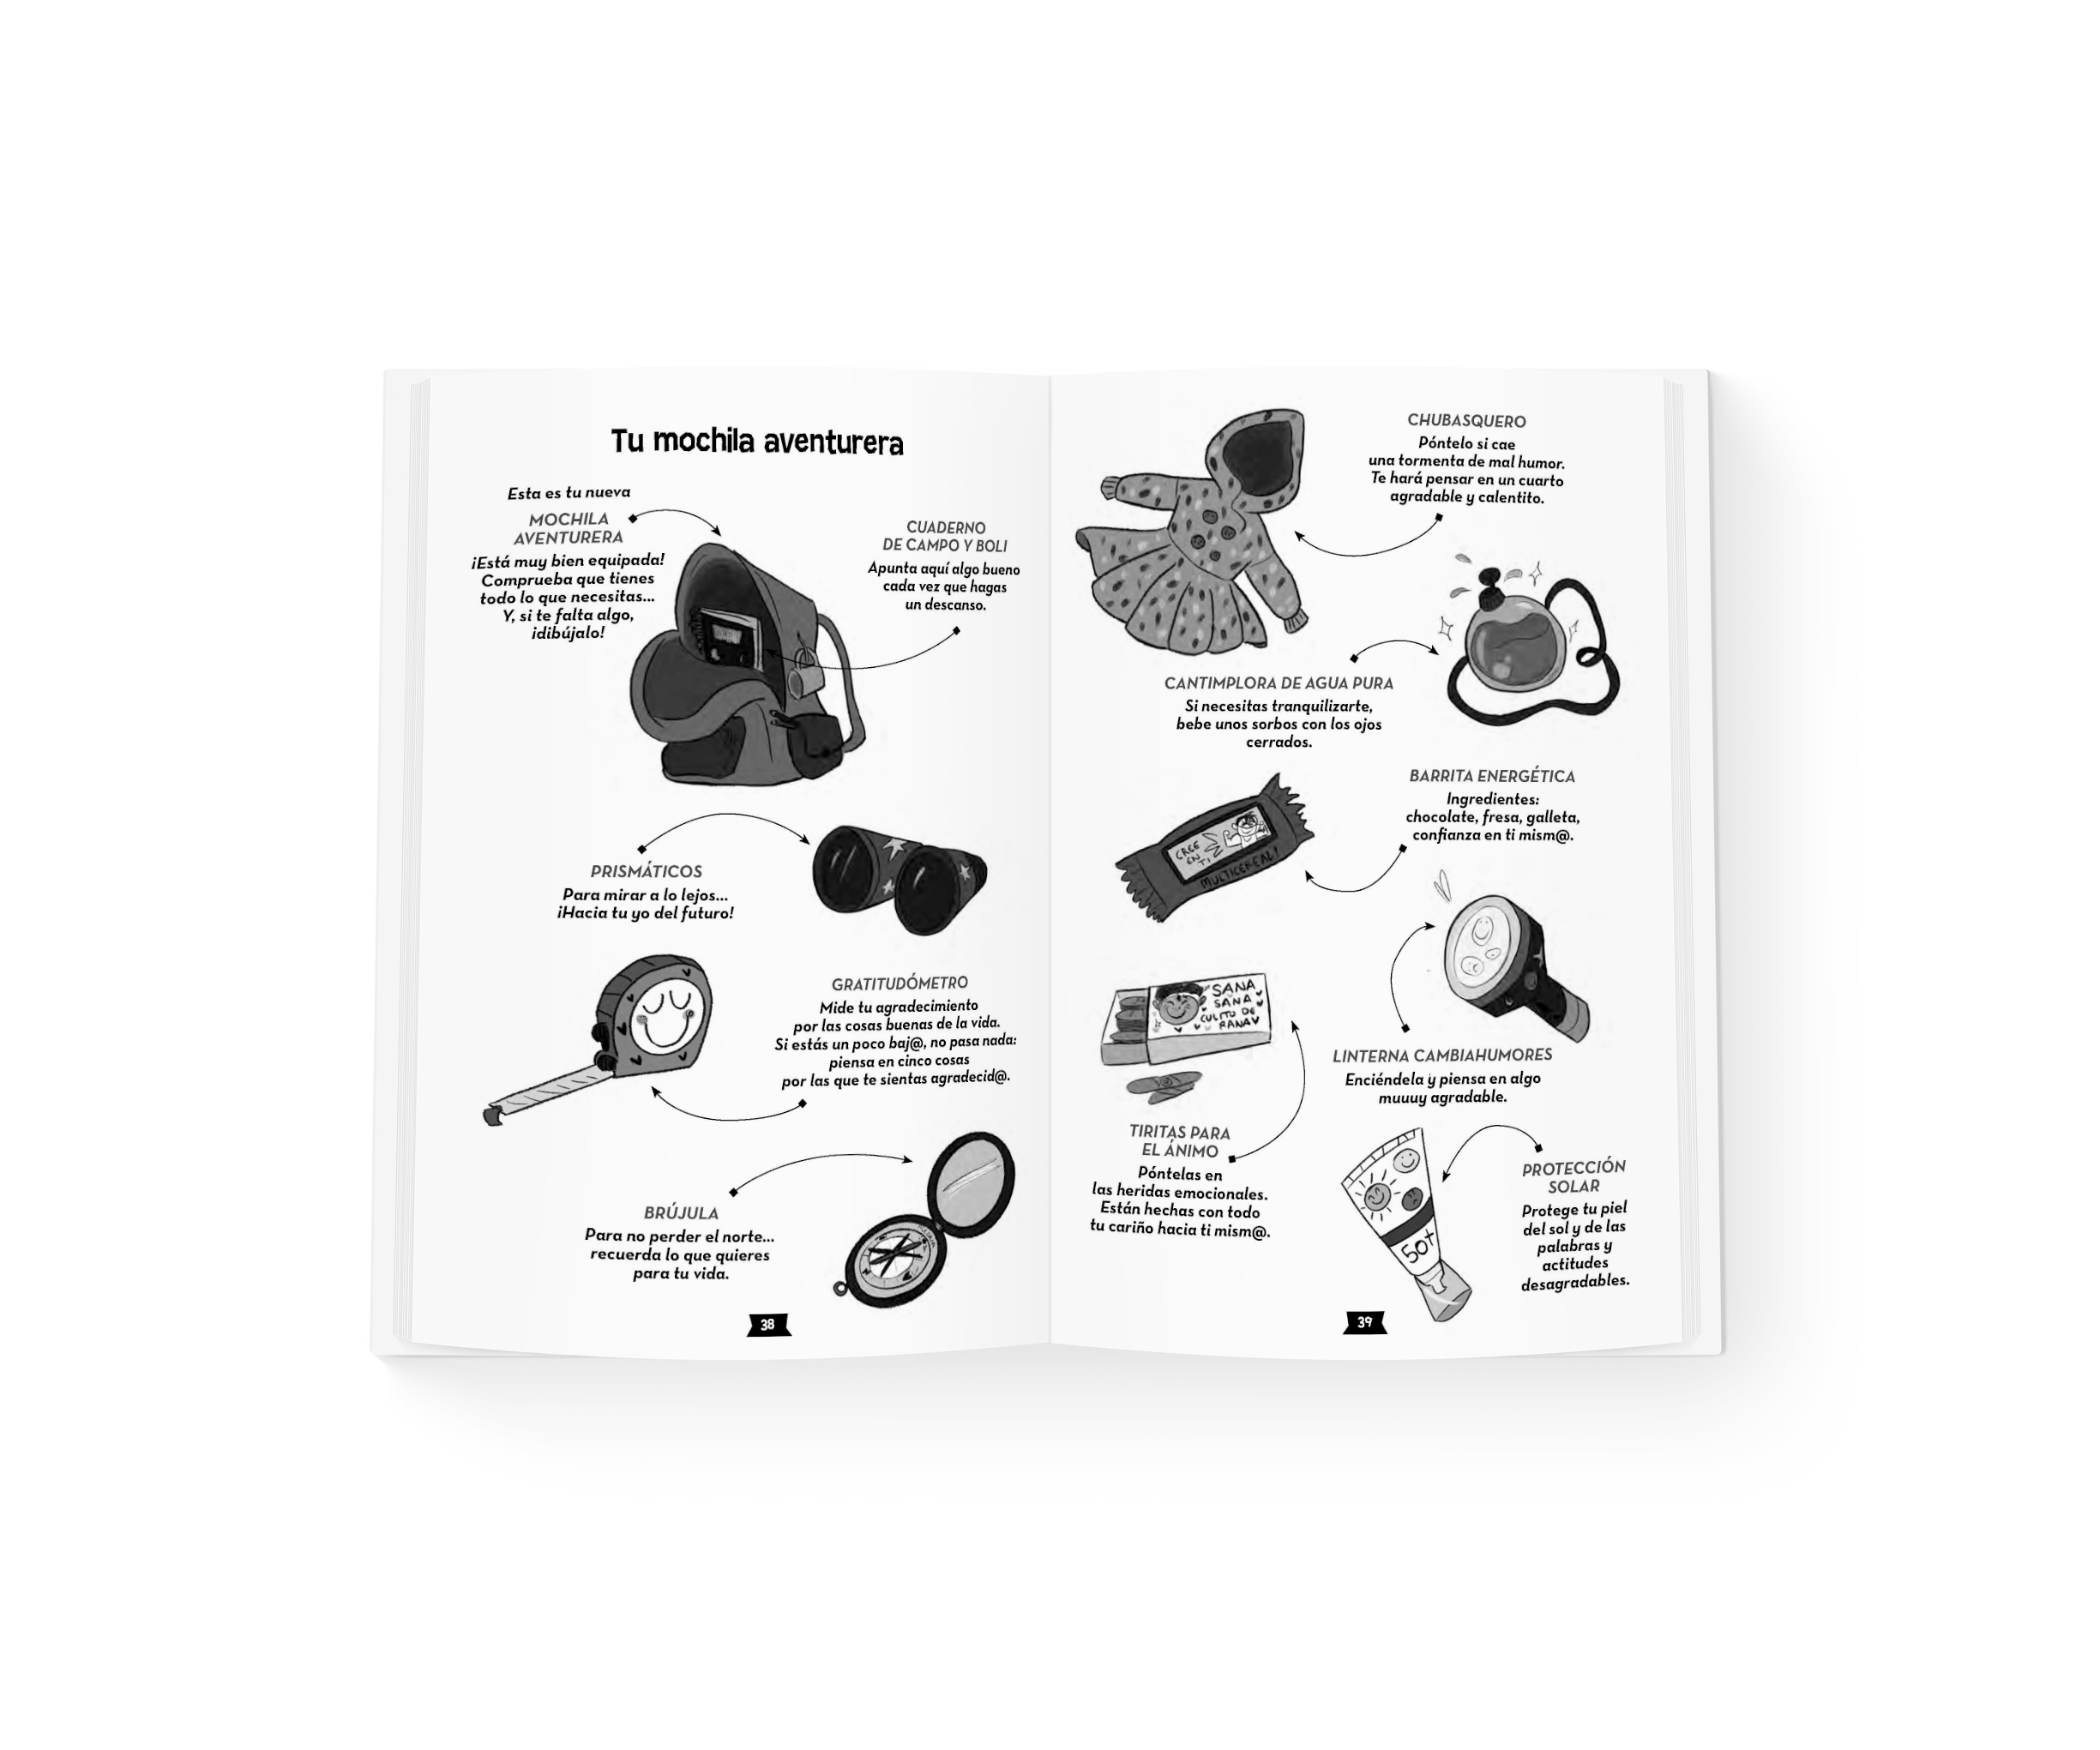 Tu mochila aventurera
Esta es tu nueva
MOCHILA
AVENTURERA
¡Está muy bien equipada!
Comprueba que tienes
todo lo que necesitas...
Y, si te falta algo,
¡dibújalo!
CUADERNO
DE CAMPO Y BOLI
Apunta aquí algo bueno
cada vez que hagas
un descanso.
PRISMÁTICOS
Para mirar a lo lejos...
¡Hacia tu yo del futuro!
GRATITUDÓMETRO
Mide tu agradecimiento
por las cosas buenas de la vida.
Si estás un poco baj@, no pasa nada:
piensa en cinco cosas
por las que te sientas agradecid@.
BRÚJULA
Para no perder el norte...
recuerda lo que quieres
para tu vida.
38
CHUBASQUERO
Póntelo si cae
una tormenta de mal humor.
Te hará pensar en un cuarto
agradable y calentito.
CANTIMPLORA DE AGUA PURA
Si necesitas tranquilizarte,
bebe unos sorbos con los ojos
cerrados.
BARRITA ENERGÉTICA
Ingredientes:
chocolate, fresa, galleta,
confianza en ti mism@.
CREE
EN
TI
MULTICEREAL!
SANA
SANA
CULITO DE
RANA
LINTERNA CAMBIAHUMORES
Enciéndela y piensa en algo
muuuy agradable.
TIRITAS PARA
EL ÁNIMO
Póntelas en
las heridas emocionales.
Están hechas con todo
tu cariño hacia ti mism@.
50+
PROTECCIÓN
SOLAR
Protege tu piel
del sol y de las
palabras y
actitudes
desagradables.
39